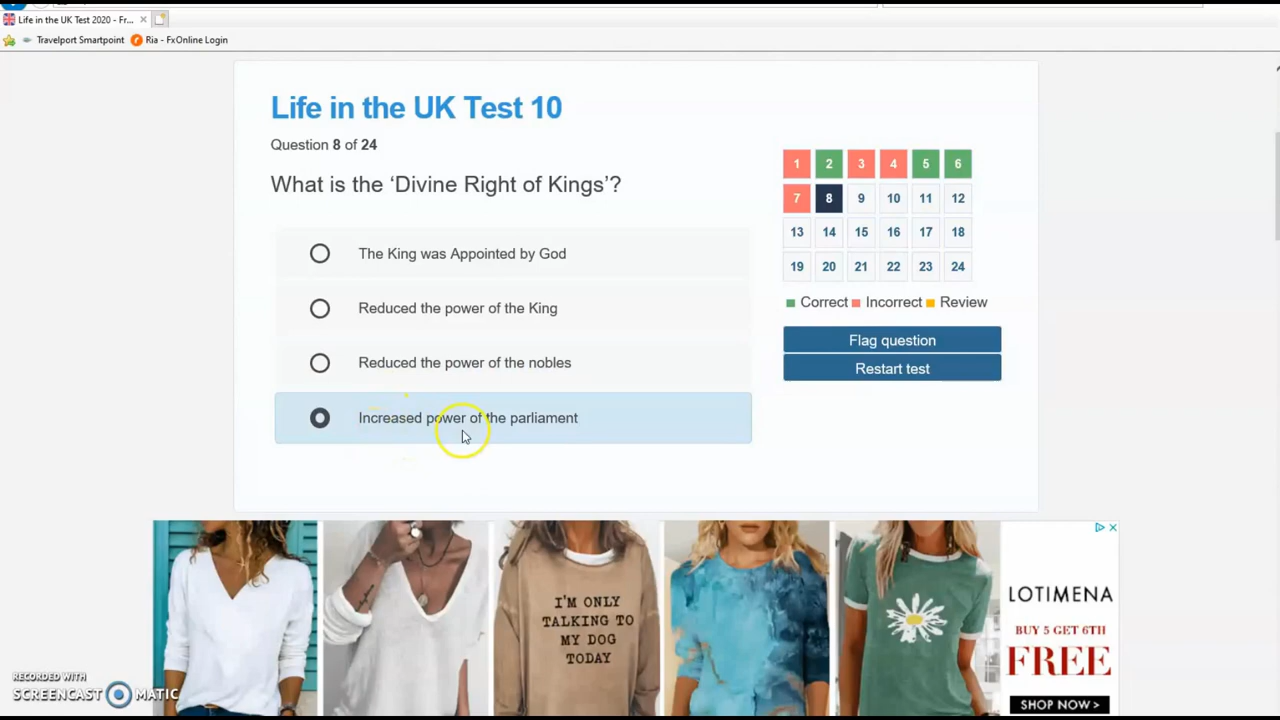 Life in the UK Test 2020 - Fr...
Travelport Smartpoint
Ria - FxOnline Login
Life in the UK Test 10
Question 8 of 24
What is the ‘Divine Right of Kings’?
The King was Appointed by God
Reduced the power of the King
Reduced the power of the nobles
Increased power of the parliament
1 2 3 4 5 6
7 8 9 10 11 12
13 14 15 16 17 18
19 20 21 22 23 24
Correct Incorrect Review
Flag question
Restart test
I'M ONLY
TALKING TO
MY DOG
TODAY
LOTIMENA
BUY 5 GET 6TH
FREE
SHOP NOW >
RECORDED WITH
SCREENCAST MATIC